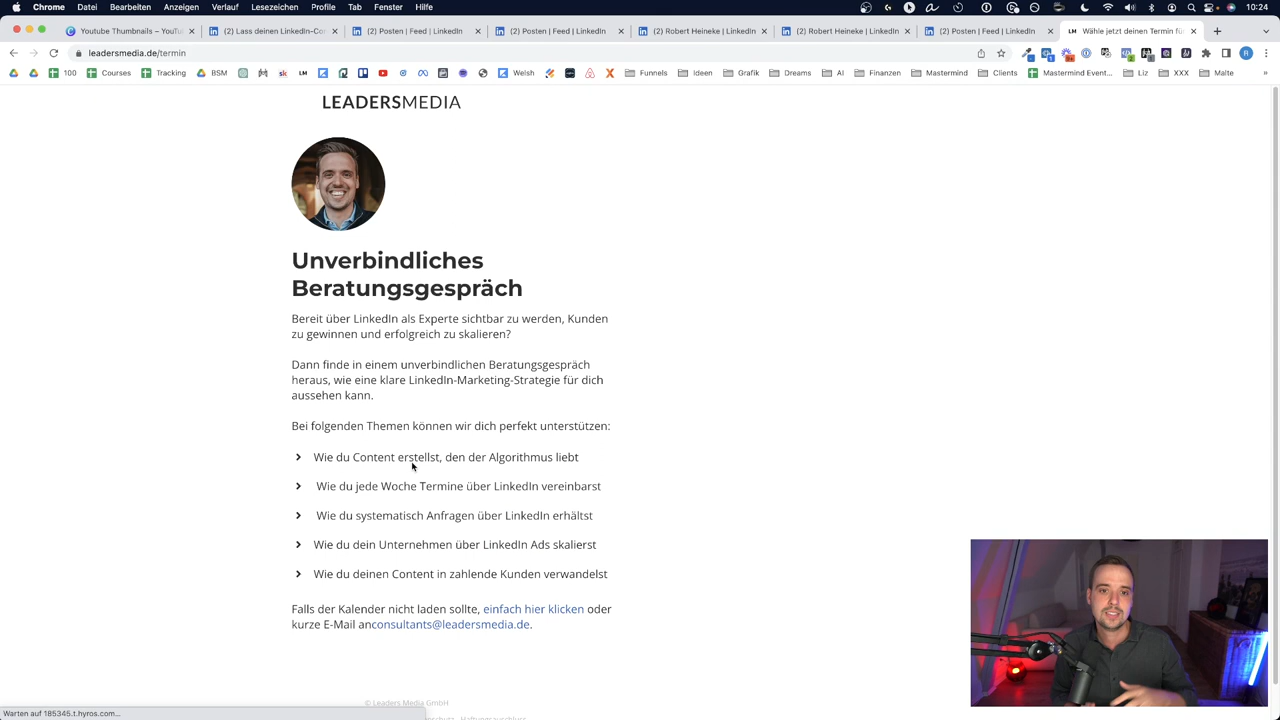 Chrome Datei Bearbeiten Anzeigen Verlauf Lesezeichen Profile Tab Fenster Hilfe
Youtube Thumbnails – YouTu
(2) Lass deinen LinkedIn-Con
(2) Posten | Feed | LinkedIn
(2) Posten | Feed | LinkedIn
(2) Robert Heineke | LinkedIn
(2) Robert Heineke | LinkedIn
(2) Posten | Feed | LinkedIn
LM Wähle jetzt deinen Termin fü
leadersmedia.de/termin
100 Courses Tracking BSM sk LM Welsh Funnels Ideen Grafik Dreams AI Finanzen Mastermind Clients Mastermind Event... Liz XXX Malte
LEADERSMEDIA
Unverbindliches
Beratungsgespräch
Bereit über LinkedIn als Experte sichtbar zu werden, Kunden
zu gewinnen und erfolgreich zu skalieren?
Dann finde in einem unverbindlichen Beratungsgespräch
heraus, wie eine klare LinkedIn-Marketing-Strategie für dich
aussehen kann.
Bei folgenden Themen können wir dich perfekt unterstützen:
Wie du Content erstellst, den der Algorithmus liebt
Wie du jede Woche Termine über LinkedIn vereinbarst
Wie du systematisch Anfragen über LinkedIn erhältst
Wie du dein Unternehmen über LinkedIn Ads skalierst
Wie du deinen Content in zahlende Kunden verwandelst
Falls der Kalender nicht laden sollte, einfach hier klicken oder
kurze E-Mail anconsultants@leadersmedia.de.
© Leaders Media GmbH
Warten auf 185345.t.hyros.com...